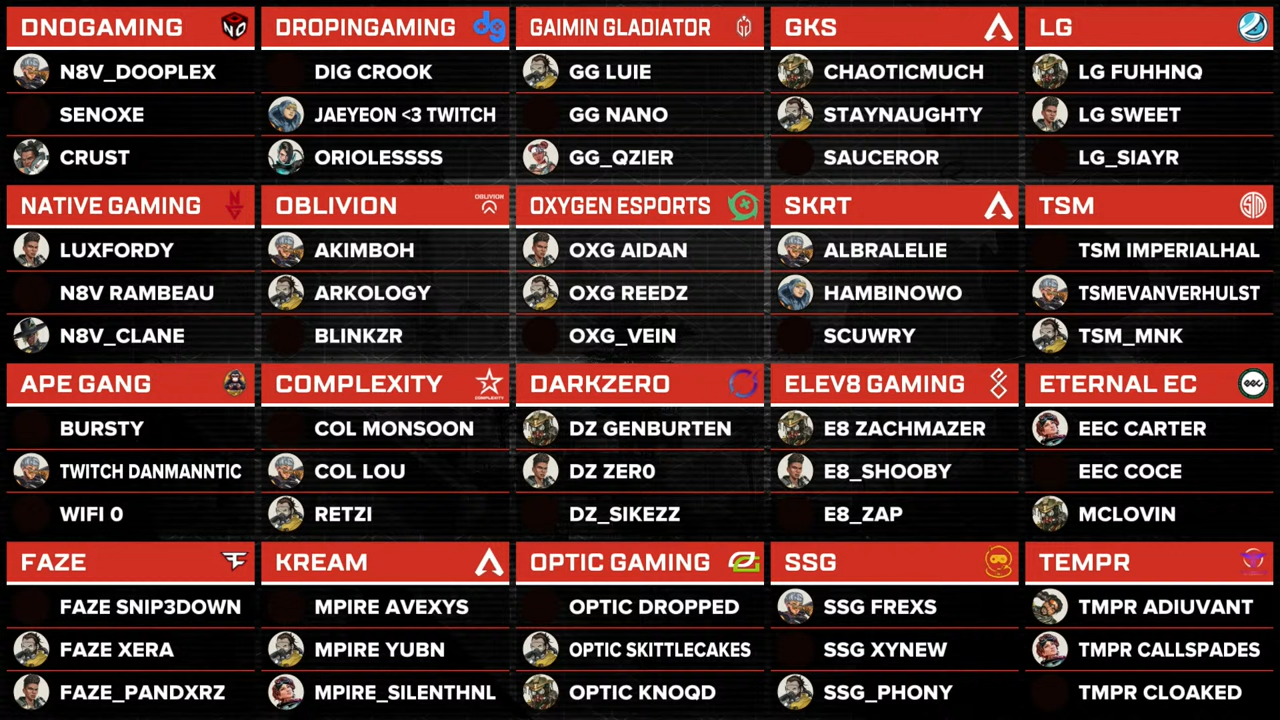 DNOGAMING
N8V_DOOPLEX
SENOXE
CRUST
DROPINGAMING
DIG CROOK
JAEYEON <3 TWITCH
ORIOLESSSS
GAIMIN GLADIATOR
GG LUIE
GG NANO
GG_QZIER
GKS
CHAOTICMUCH
STAYNAUGHTY
SAUCEROR
LG
LG FUHHNQ
LG SWEET
LG_SIAYR
NATIVE GAMING
LUXFORDY
N8V RAMBEAU
N8V_CLANE
OBLIVION
OBLIVION
AKIMBOH
ARKOLOGY
BLINKZR
OXYGEN ESPORTS
OXG AIDAN
OXG REEDZ
OXG_VEIN
SKRT
ALBRALELIE
HAMBINOWO
SCUWRY
TSM
TSM
TSM IMPERIALHAL
TSMEVANVERHULST
TSM_MNK
APE GANG
BURSTY
TWITCH DANMANNTIC
WIFI 0
COMPLEXITY
COMPLEXITY
COL MONSOON
COL LOU
RETZI
DARKZERO
DZ GENBURTEN
DZ ZER0
DZ_SIKEZZ
ELEV8 GAMING
E8 ZACHMAZER
E8_SHOOBY
E8_ZAP
ETERNAL EC
EEC
EEC CARTER
EEC COCE
MCLOVIN
FAZE
FAZE SNIP3DOWN
FAZE XERA
FAZE_PANDXRZ
KREAM
MPIRE AVEXYS
MPIRE YUBN
MPIRE_SILENTHNL
OPTIC GAMING
OPTIC DROPPED
OPTIC SKITTLECAKES
OPTIC KNOQD
SSG
SSG FREXS
SSG XYNEW
SSG_PHONY
TEMPR
TMPR ADIUVANT
TMPR CALLSPADES
TMPR CLOAKED